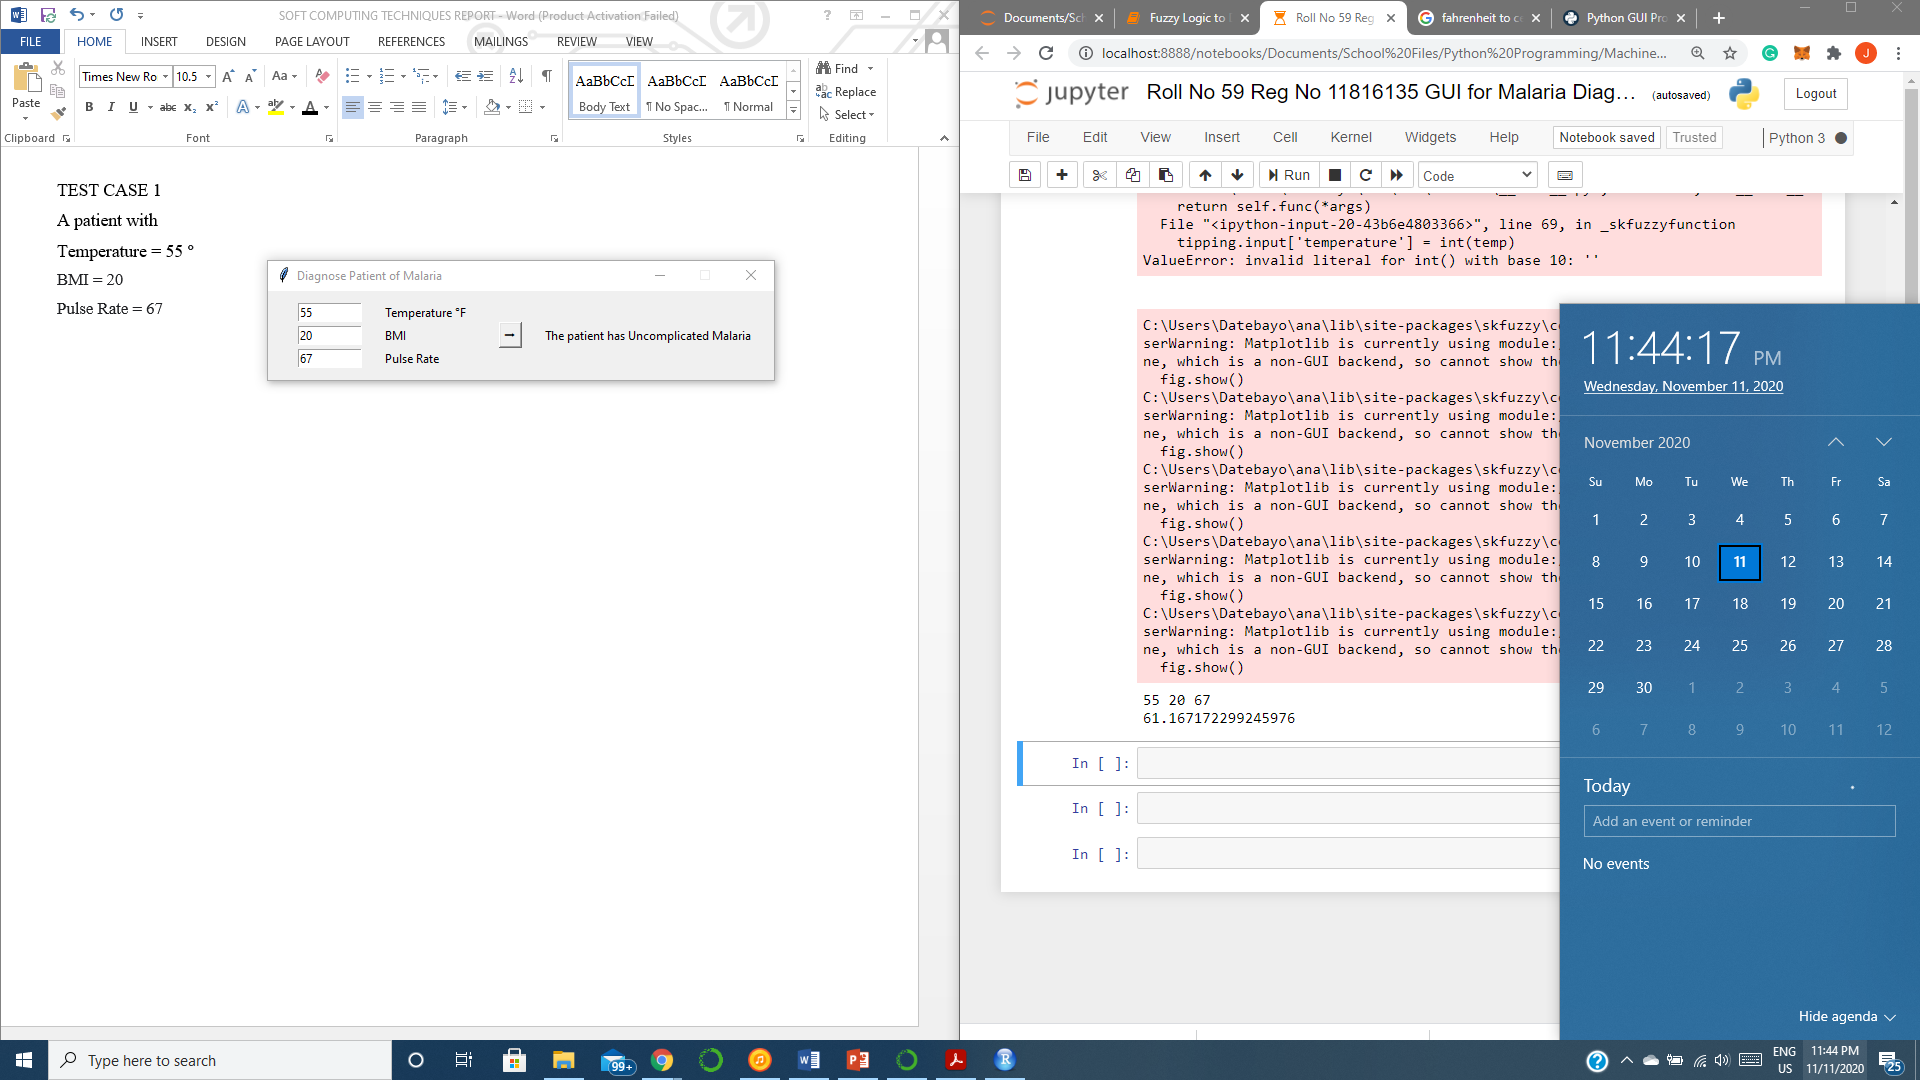 SOFT COMPUTING TECHNIQUES REPORT - Word (Product Activation Failed)
FILE HOME INSERT DESIGN PAGE LAYOUT REFERENCES MAILINGS REVIEW VIEW
Paste
Times New Ro 10.5
Aa
B I U abc x₂ x²
AaBbCcD AaBbCcD AaBbCcD
Body Text ¶ No Spac... ¶ Normal
Find
Replace
Select
Clipboard Font Paragraph Styles Editing
TEST CASE 1
A patient with
Temperature = 55 º
BMI = 20
Pulse Rate = 67
Diagnose Patient of Malaria
55 Temperature °F
20 BMI → The patient has Uncomplicated Malaria
67 Pulse Rate
Documents/Sch Fuzzy Logic to Roll No 59 Reg fahrenheit to ce Python GUI Pro
localhost:8888/notebooks/Documents/School%20Files/Python%20Programming/Machine...
J
jupyter Roll No 59 Reg No 11816135 GUI for Malaria Diag... (autosaved) Logout
File Edit View Insert Cell Kernel Widgets Help Notebook saved Trusted Python 3
Run Code
return self.func(*args)
File "<ipython-input-20-43b6e4803366>", line 69, in _skfuzzyfunction
tipping.input['temperature'] = int(temp)
ValueError: invalid literal for int() with base 10: ''
C:\Users\Datebayo\ana\lib\site-packages\skfuzzy\c
serWarning: Matplotlib is currently using module:
ne, which is a non-GUI backend, so cannot show th
fig.show()
C:\Users\Datebayo\ana\lib\site-packages\skfuzzy\c
serWarning: Matplotlib is currently using module:
ne, which is a non-GUI backend, so cannot show th
fig.show()
C:\Users\Datebayo\ana\lib\site-packages\skfuzzy\c
serWarning: Matplotlib is currently using module:
ne, which is a non-GUI backend, so cannot show th
fig.show()
C:\Users\Datebayo\ana\lib\site-packages\skfuzzy\c
serWarning: Matplotlib is currently using module:
ne, which is a non-GUI backend, so cannot show th
fig.show()
C:\Users\Datebayo\ana\lib\site-packages\skfuzzy\c
serWarning: Matplotlib is currently using module:
ne, which is a non-GUI backend, so cannot show th
fig.show()
55 20 67
61.167172299245976
In [ ]:
In [ ]:
In [ ]:
11:44:17 PM
Wednesday, November 11, 2020
November 2020
Su Mo Tu We Th Fr Sa
1 2 3 4 5 6 7
8 9 10 11 12 13 14
15 16 17 18 19 20 21
22 23 24 25 26 27 28
29 30 1 2 3 4 5
6 7 8 9 10 11 12
Today
Add an event or reminder
No events
Hide agenda
Type here to search
99+
ENG
US
11:44 PM
11/11/2020
25